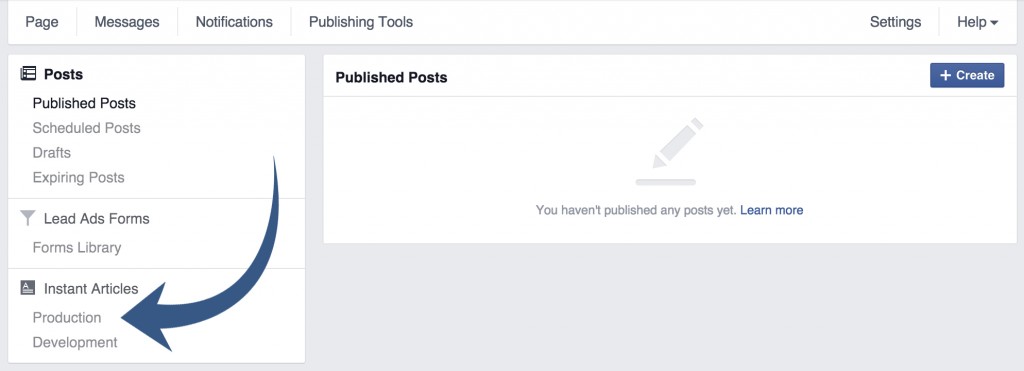 Page Messages Notifications Publishing Tools Settings Help
Posts
Published Posts
Scheduled Posts
Drafts
Expiring Posts
Lead Ads Forms
Forms Library
Instant Articles
Production
Development
Published Posts
+ Create
You haven't published any posts yet. Learn more